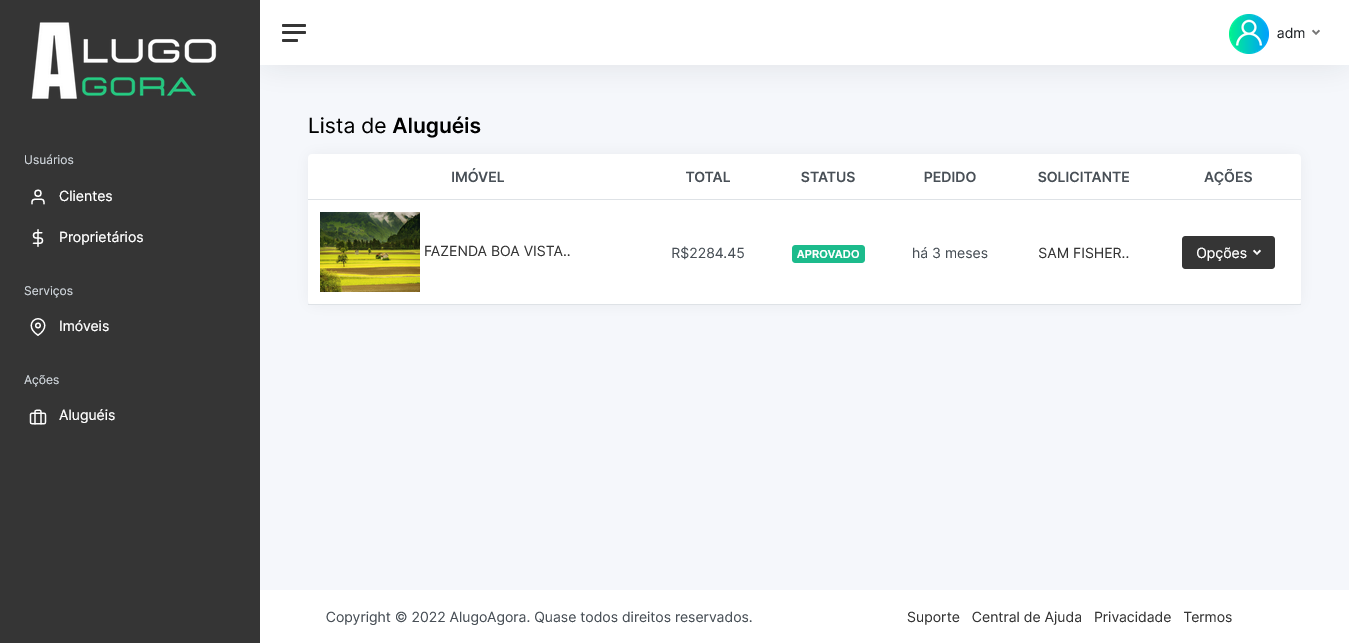 ALUGO
AGORA
adm
Usuários
Clientes
Proprietários
Serviços
Imóveis
Ações
Aluguéis
Lista de Aluguéis
IMÓVEL TOTAL STATUS PEDIDO SOLICITANTE AÇÕES
FAZENDA BOA VISTA.. R$2284.45 APROVADO há 3 meses SAM FISHER.. Opções
Copyright © 2022 AlugoAgora. Quase todos direitos reservados. Suporte Central de Ajuda Privacidade Termos